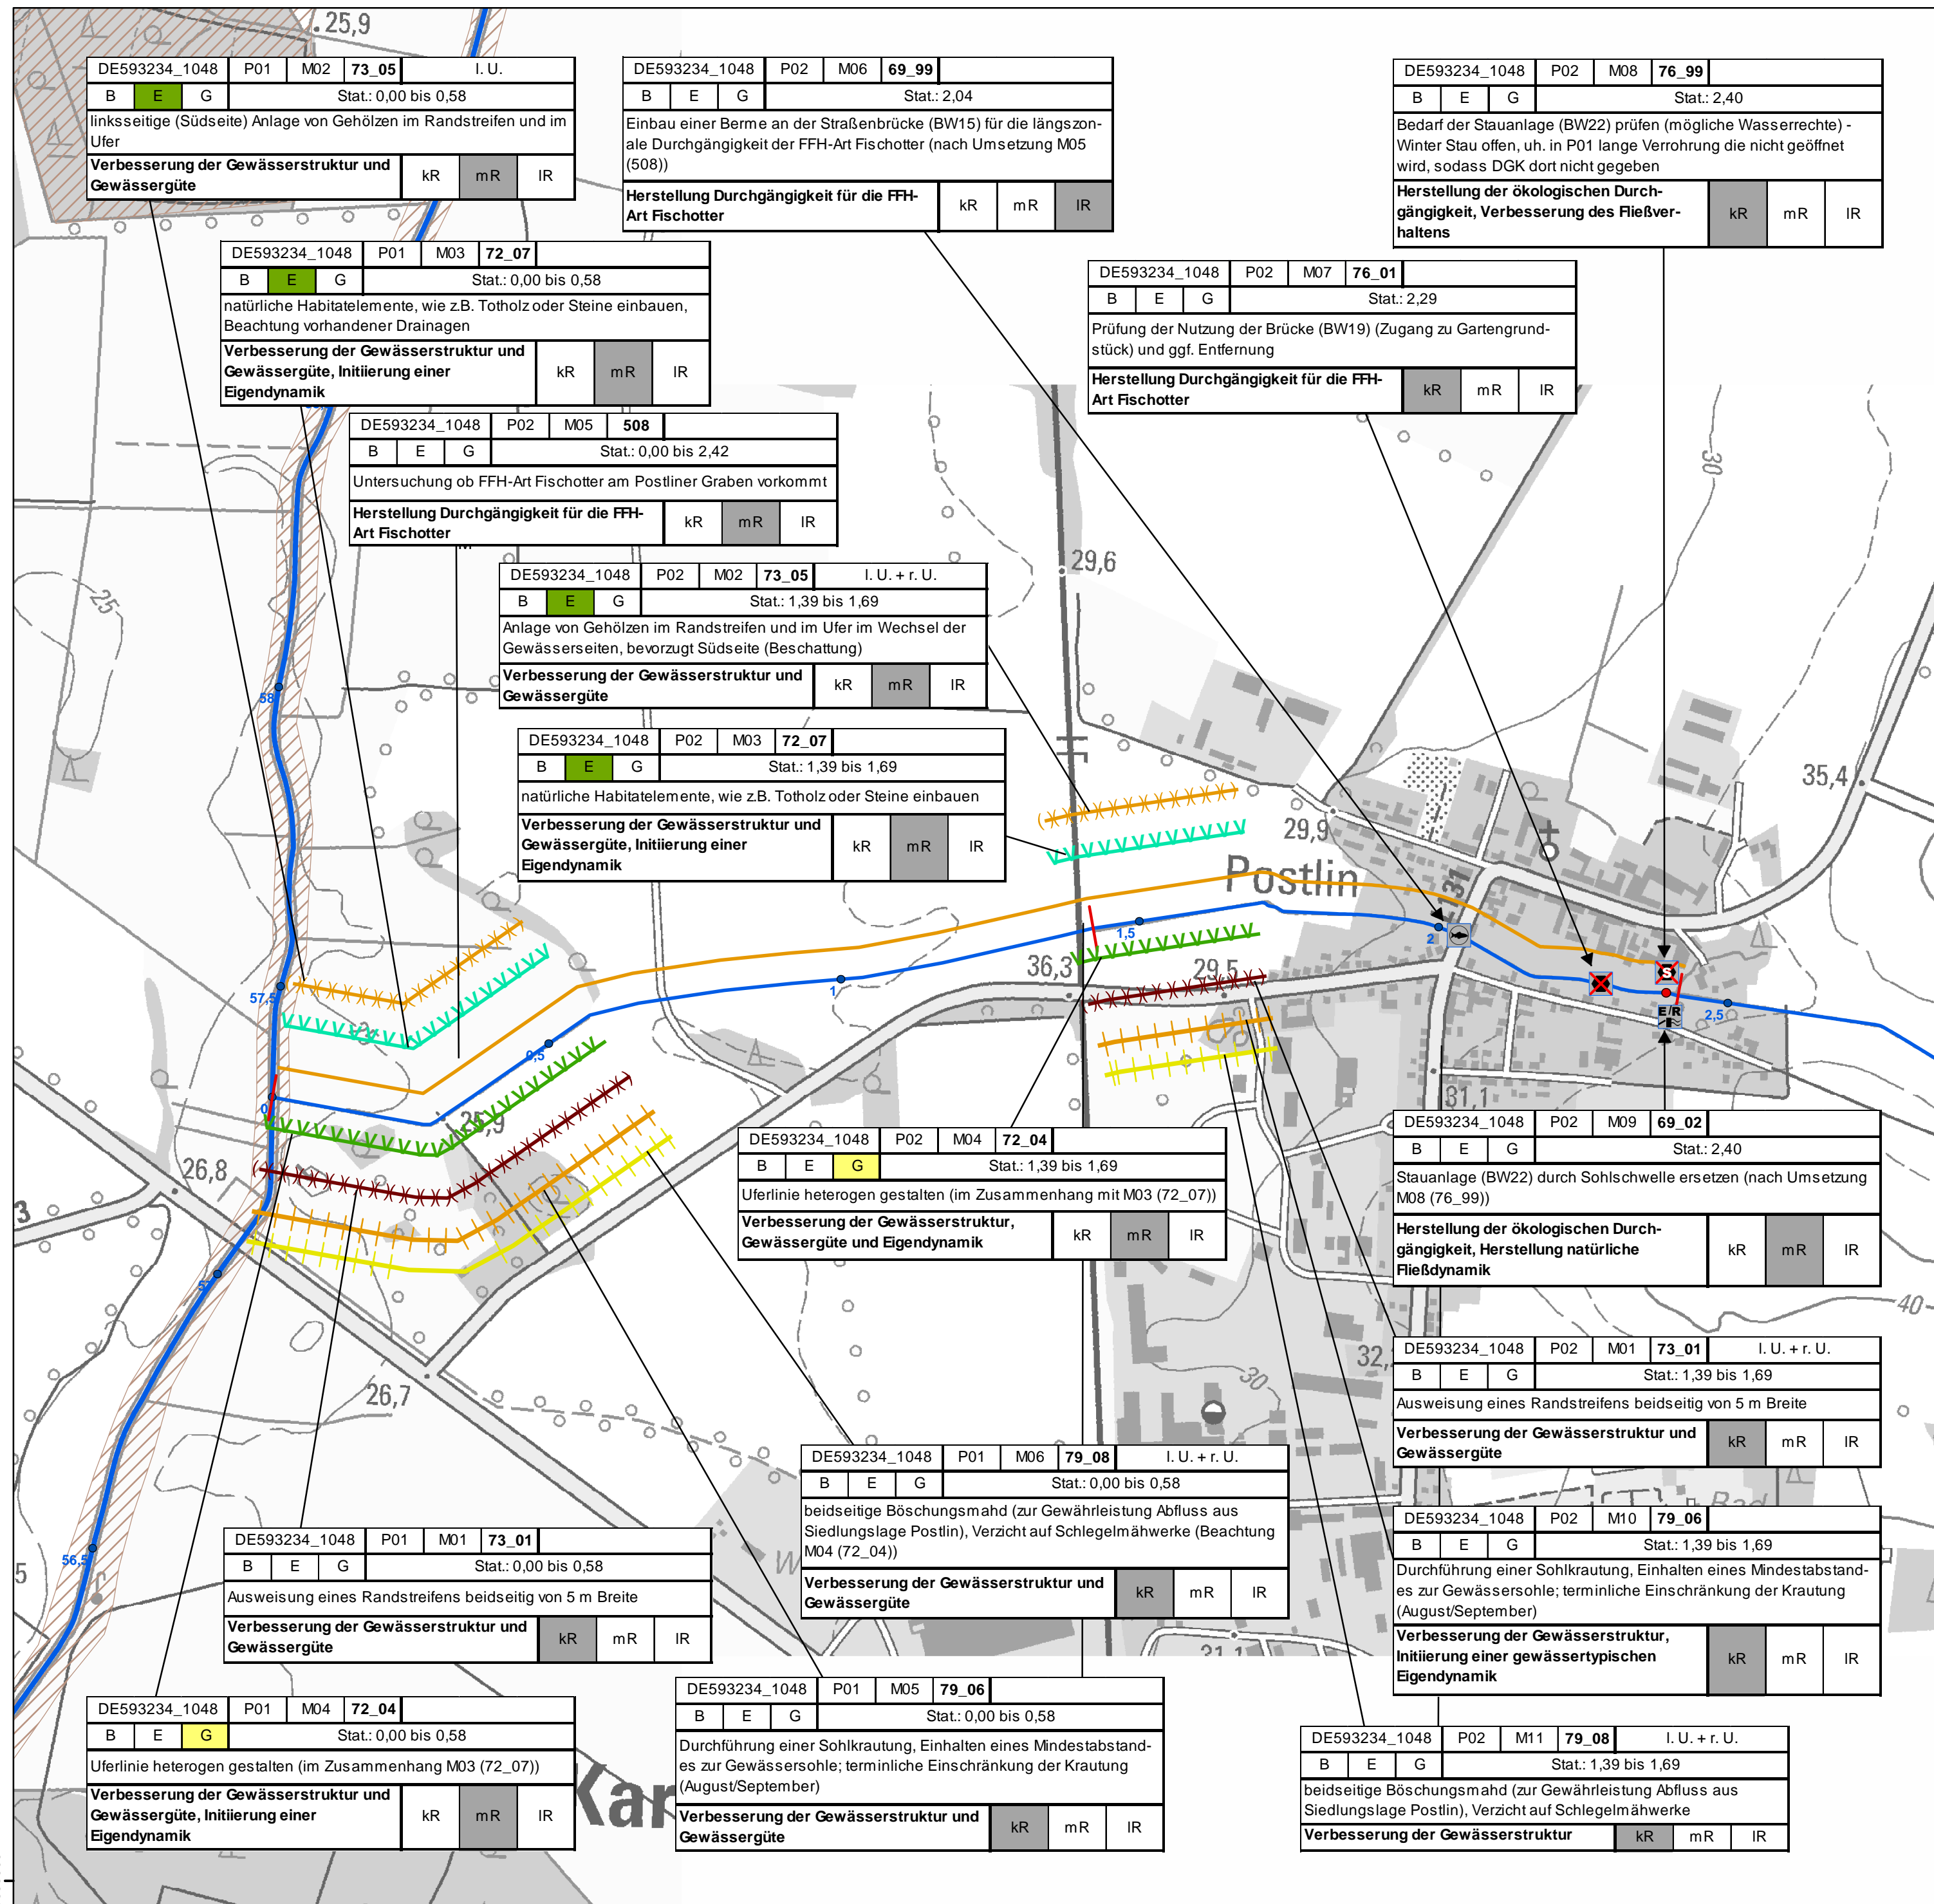 25,9
DE593234_1048 P01 M02 73_05 l. U.
B E G Stat.: 0,00 bis 0,58
linksseitige (Südseite) Anlage von Gehölzen im Randstreifen und im
Ufer
Verbesserung der Gewässerstruktur und
Gewässergüte
kR mR lR
DE593234_1048 P02 M06 69_99
B E G Stat.: 2,04
Einbau einer Berme an der Straßenbrücke (BW15) für die längszon-
ale Durchgängigkeit der FFH-Art Fischotter (nach Umsetzung M05
(508))
Herstellung Durchgängigkeit für die FFH-
Art Fischotter
kR mR lR
DE593234_1048 P02 M08 76_99
B E G Stat.: 2,40
Bedarf der Stauanlage (BW22) prüfen (mögliche Wasserrechte) -
Winter Stau offen, uh. in P01 lange Verrohrung die nicht geöffnet
wird, sodass DGK dort nicht gegeben
Herstellung der ökologischen Durch-
gängigkeit, Verbesserung des Fließver-
haltens
kR mR lR
DE593234_1048 P01 M03 72_07
B E G Stat.: 0,00 bis 0,58
natürliche Habitatelemente, wie z.B. Totholz oder Steine einbauen,
Beachtung vorhandener Drainagen
Verbesserung der Gewässerstruktur und
Gewässergüte, Initiierung einer
Eigendynamik
kR mR lR
DE593234_1048 P02 M07 76_01
B E G Stat.: 2,29
Prüfung der Nutzung der Brücke (BW19) (Zugang zu Gartengrund-
stück) und ggf. Entfernung
Herstellung Durchgängigkeit für die FFH-
Art Fischotter
kR mR lR
DE593234_1048 P02 M05 508
B E G Stat.: 0,00 bis 2,42
Untersuchung ob FFH-Art Fischotter am Postliner Graben vorkommt
Herstellung Durchgängigkeit für die FFH-
Art Fischotter
kR mR lR
30
29,6
25
DE593234_1048 P02 M02 73_05 l. U. + r. U.
B E G Stat.: 1,39 bis 1,69
Anlage von Gehölzen im Randstreifen und im Ufer im Wechsel der
Gewässerseiten, bevorzugt Südseite (Beschattung)
Verbesserung der Gewässerstruktur und
Gewässergüte
kR mR lR
58
DE593234_1048 P02 M03 72_07
B E G Stat.: 1,39 bis 1,69
natürliche Habitatelemente, wie z.B. Totholz oder Steine einbauen
Verbesserung der Gewässerstruktur und
Gewässergüte, Initiierung einer
Eigendynamik
kR mR lR
35,4
29,9
Postlin
131
1,5
2
36,3
29,5
S
E/R
2,5
57,5
1
0,5
0
25,9
26,8
3
57
31,1
DE593234_1048 P02 M04 72_04
B E G Stat.: 1,39 bis 1,69
Uferlinie heterogen gestalten (im Zusammenhang mit M03 (72_07))
Verbesserung der Gewässerstruktur,
Gewässergüte und Eigendynamik
kR mR lR
DE593234_1048 P02 M09 69_02
B E G Stat.: 2,40
Stauanlage (BW22) durch Sohlschwelle ersetzen (nach Umsetzung
M08 (76_99))
Herstellung der ökologischen Durch-
gängigkeit, Herstellung natürliche
Fließdynamik
kR mR lR
40
32,
30
26,7
DE593234_1048 P02 M01 73_01 l. U. + r. U.
B E G Stat.: 1,39 bis 1,69
Ausweisung eines Randstreifens beidseitig von 5 m Breite
Verbesserung der Gewässerstruktur und
Gewässergüte
kR mR lR
DE593234_1048 P01 M06 79_08 l. U. + r. U.
B E G Stat.: 0,00 bis 0,58
beidseitige Böschungsmahd (zur Gewährleistung Abfluss aus
Siedlungslage Postlin), Verzicht auf Schlegelmähwerke (Beachtung
M04 (72_04))
Verbesserung der Gewässerstruktur und
Gewässergüte
kR mR lR
Bad
DE593234_1048 P02 M10 79_06
B E G Stat.: 1,39 bis 1,69
Durchführung einer Sohlkrautung, Einhalten eines Mindestabstand-
es zur Gewässersohle; terminliche Einschränkung der Krautung
(August/September)
Verbesserung der Gewässerstruktur,
Initiierung einer gewässertypischen
Eigendynamik
kR mR lR
56,5
5
W
DE593234_1048 P01 M01 73_01
B E G Stat.: 0,00 bis 0,58
Ausweisung eines Randstreifens beidseitig von 5 m Breite
Verbesserung der Gewässerstruktur und
Gewässergüte
kR mR lR
31,1
DE593234_1048 P01 M04 72_04
B E G Stat.: 0,00 bis 0,58
Uferlinie heterogen gestalten (im Zusammenhang M03 (72_07))
Verbesserung der Gewässerstruktur und
Gewässergüte, Initiierung einer
Eigendynamik
kR mR lR
Kar
DE593234_1048 P01 M05 79_06
B E G Stat.: 0,00 bis 0,58
Durchführung einer Sohlkrautung, Einhalten eines Mindestabstand-
es zur Gewässersohle; terminliche Einschränkung der Krautung
(August/September)
Verbesserung der Gewässerstruktur und
Gewässergüte
kR mR lR
DE593234_1048 P02 M11 79_08 l. U. + r. U.
B E G Stat.: 1,39 bis 1,69
beidseitige Böschungsmahd (zur Gewährleistung Abfluss aus
Siedlungslage Postlin), Verzicht auf Schlegelmähwerke
Verbesserung der Gewässerstruktur
kR mR lR